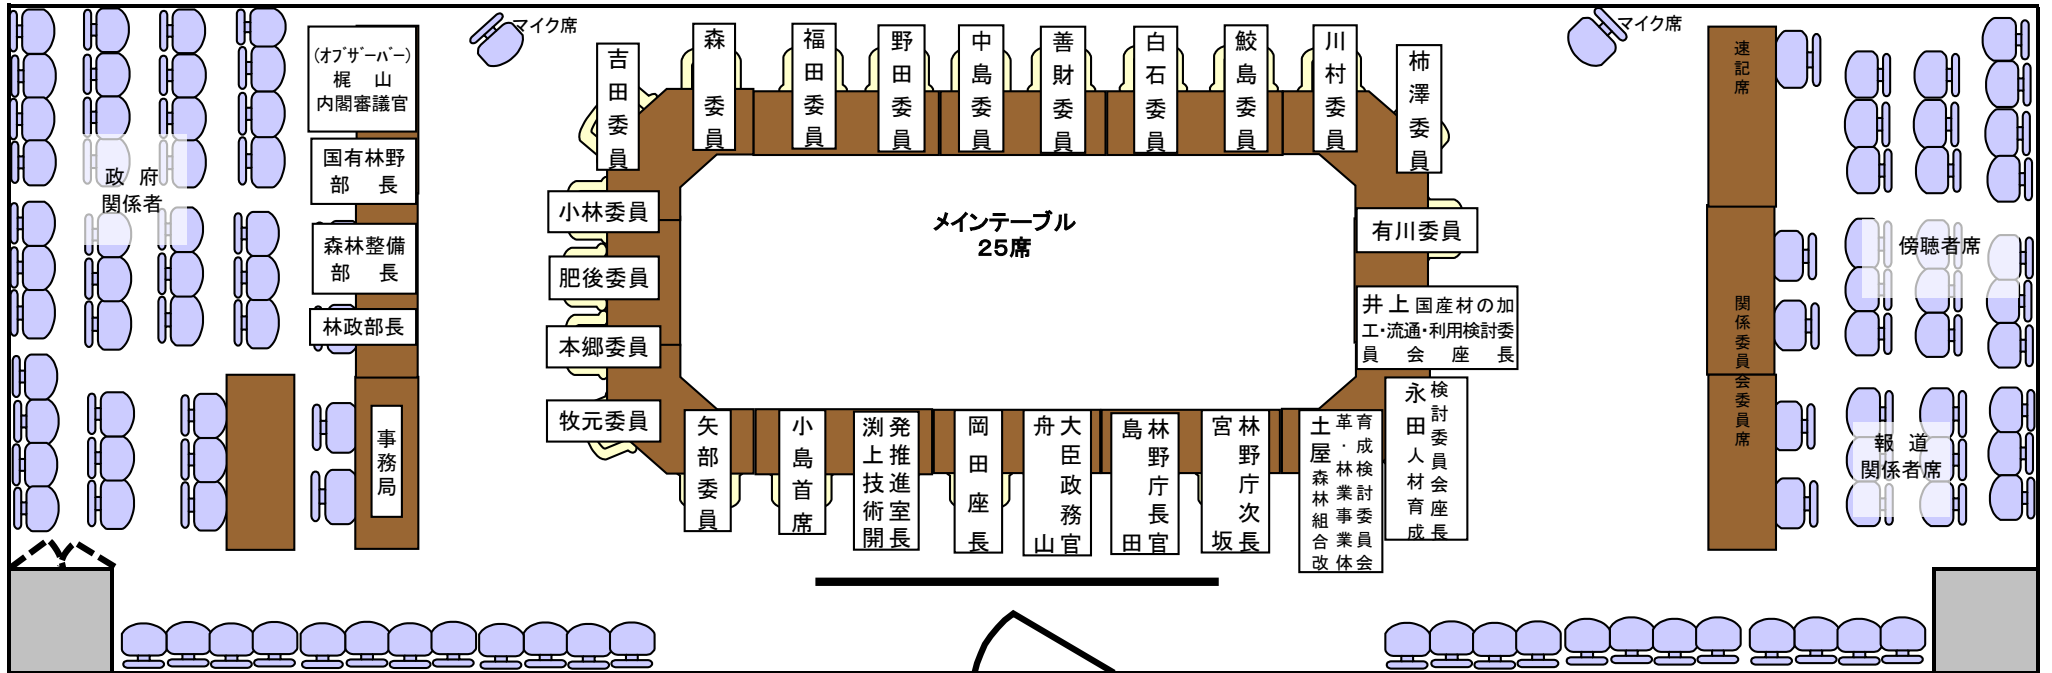 マイク席
マイク席
(オブザーバー)
梶山
内閣審議官
国有林野
部長
森林整備
部長
林政部長
事務局
政府
関係者
吉田委員
森委員
福田委員
野田委員
中島委員
善財委員
白石委員
鮫島委員
川村委員
柿澤委員
小林委員
肥後委員
本郷委員
牧元委員
メインテーブル
25席
有川委員
井上国産材の加
工・流通・利用検討委
員会座長
矢部委員
小島首席
渕上技術開
発推進室長
岡田座長
舟山
大臣政務官
島田
林野庁長官
宮坂
林野庁次長
土屋森林組合改
革・林業事業体
育成検討委員会
永田人材育成
検討委員会座長
速記席
関係委員会委員席
傍聴者席
報道
関係者席